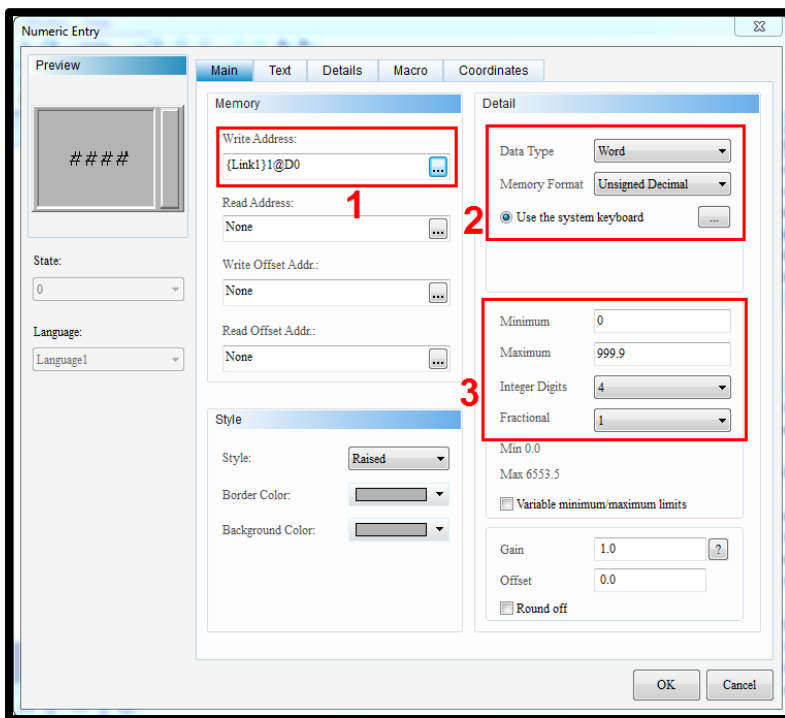 Numeric Entry
Preview
####
State:
0
Language:
Language1
Main Text Details Macro Coordinates
Memory
Write Address:
{Link1}1@D0
...
1
Read Address:
None
...
Write Offset Addr.:
None
...
Read Offset Addr.:
None
...
Style
Style: Raised
Border Color:
Background Color:
Detail
Data Type Word
Memory Format Unsigned Decimal
2
Use the system keyboard ...
Minimum 0
Maximum 999.9
3
Integer Digits 4
Fractional 1
Min 0.0
Max 6553.5
Variable minimum/maximum limits
Gain 1.0 ?
Offset 0.0
Round off
OK Cancel